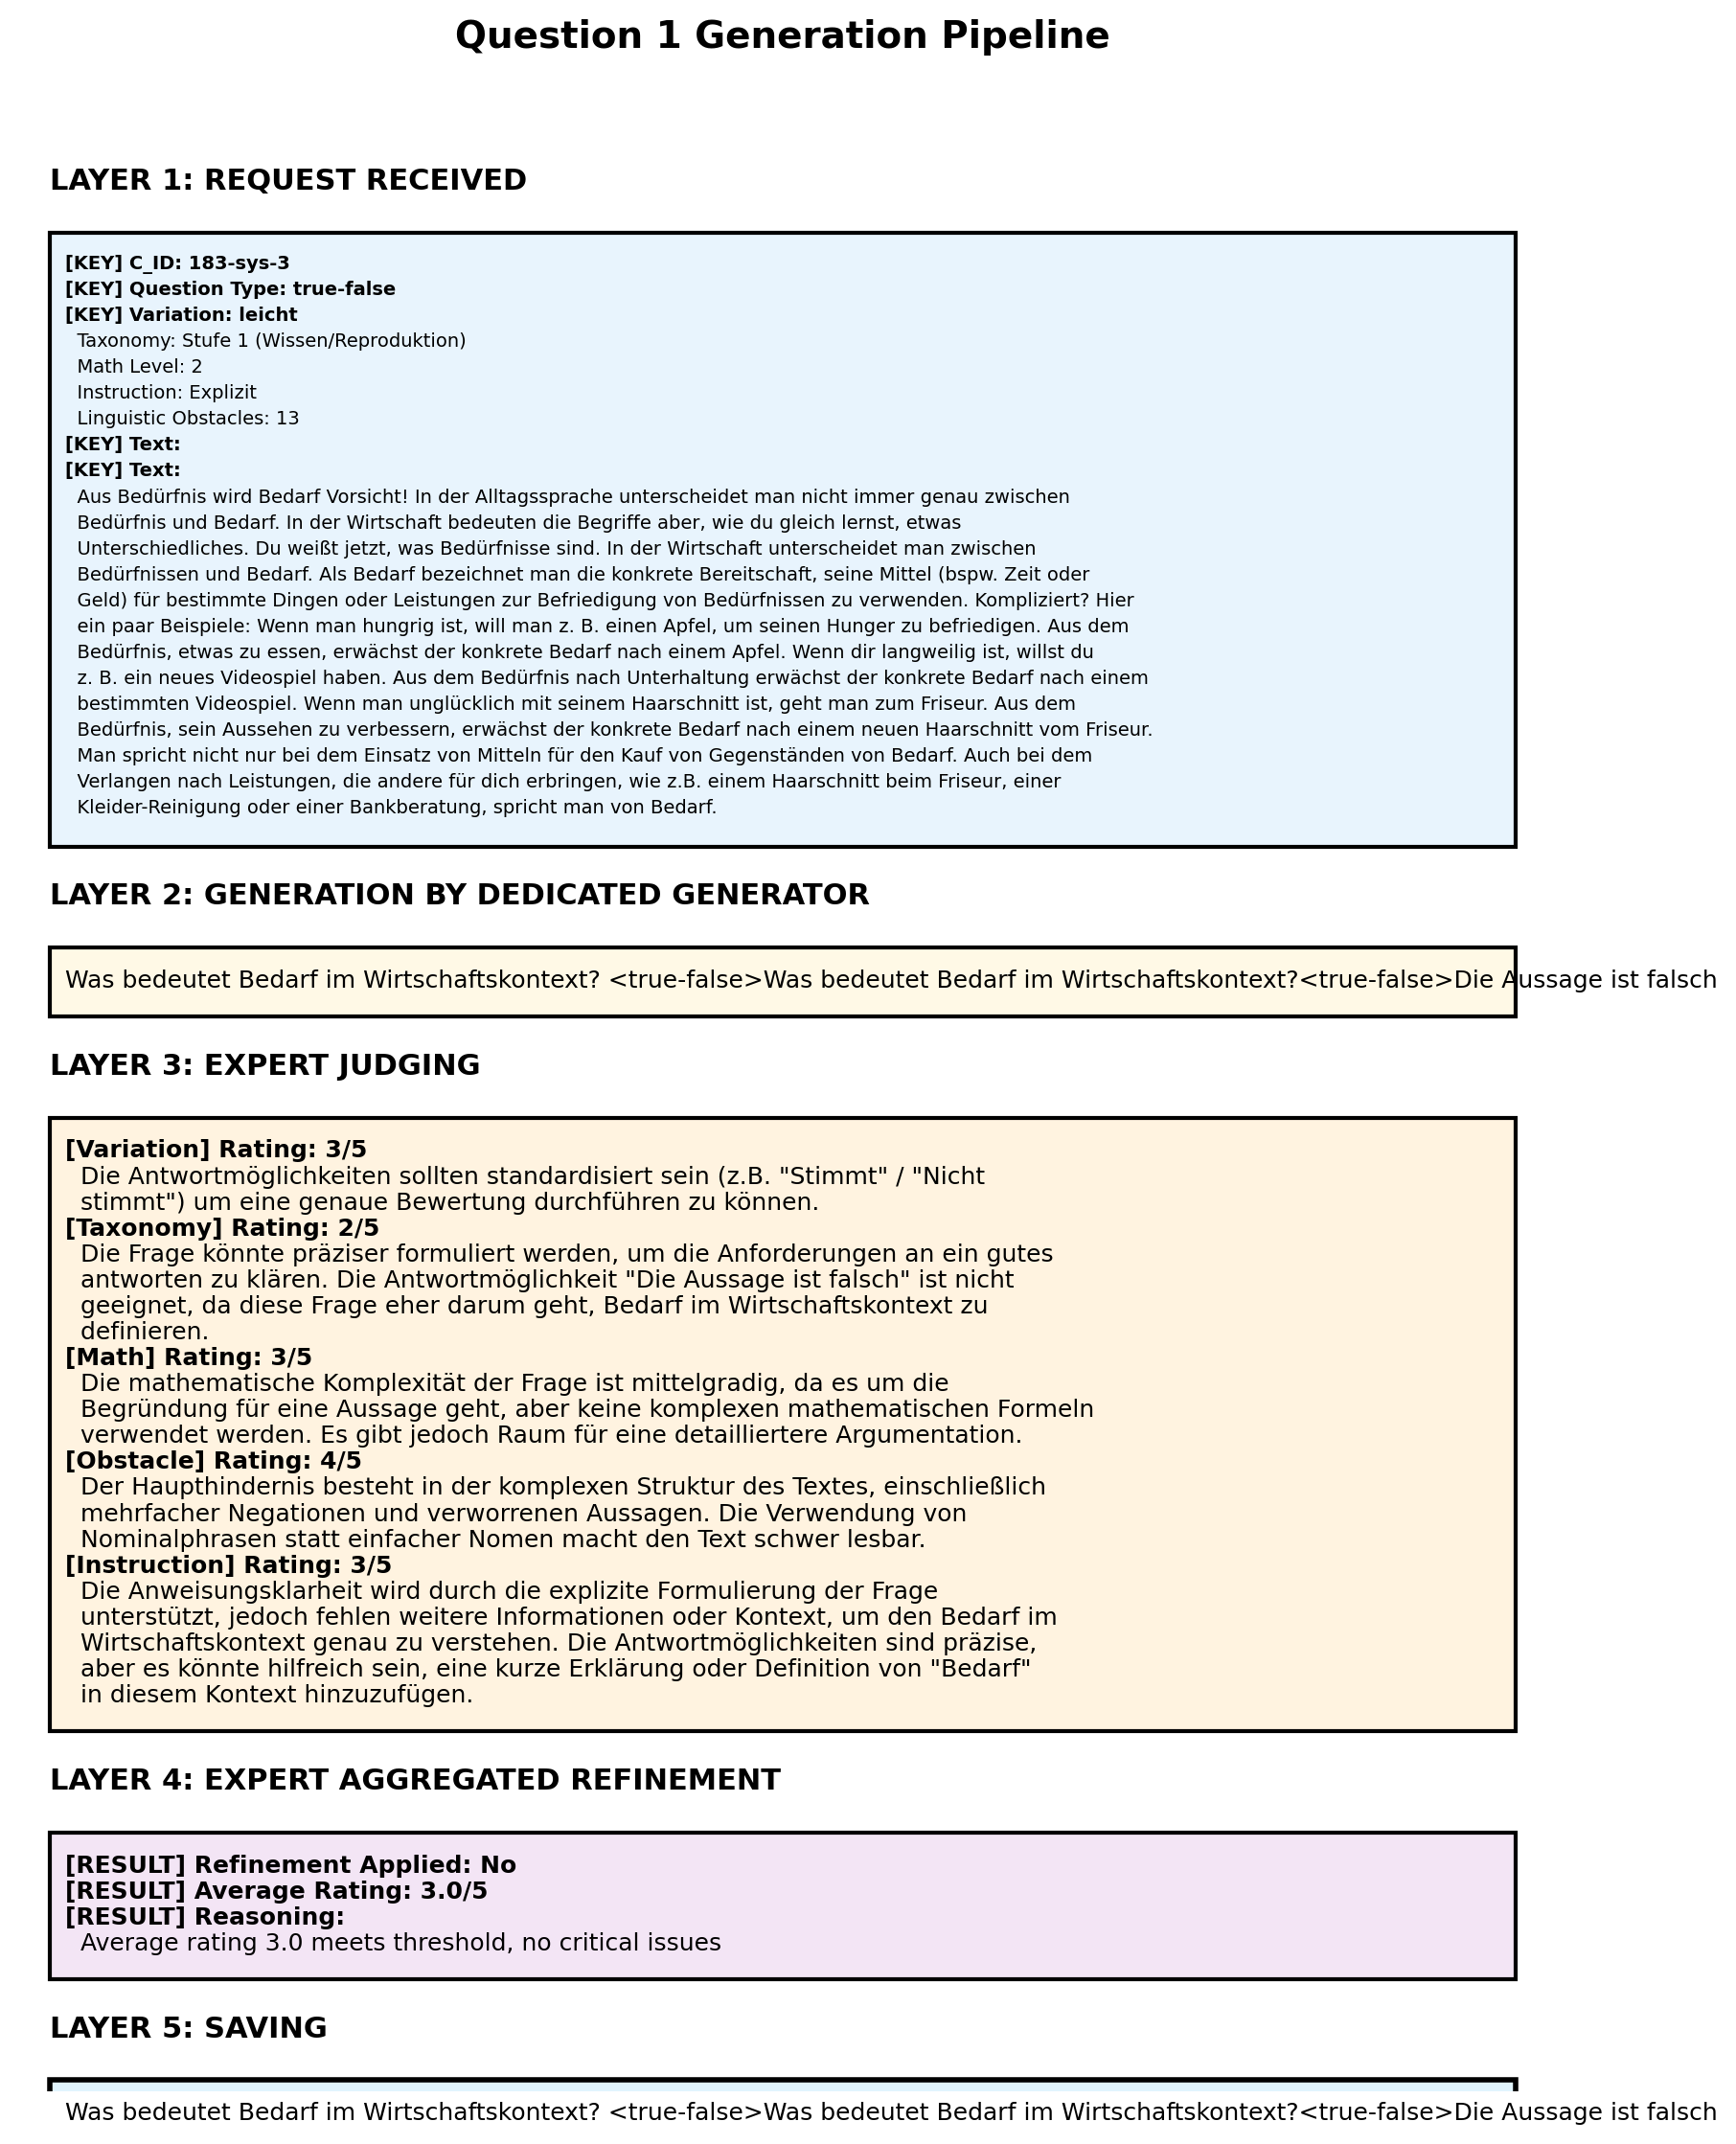 Question 1 Generation Pipeline
LAYER 1: REQUEST RECEIVED
[KEY] C_ID: 183-sys-3
[KEY] Question Type: true-false
[KEY] Variation: leicht
Taxonomy: Stufe 1 (Wissen/Reproduktion)
Math Level: 2
Instruction: Explizit
Linguistic Obstacles: 13
[KEY] Text:
[KEY] Text:
Aus Bedürfnis wird Bedarf Vorsicht! In der Alltagssprache unterscheidet man nicht immer genau zwischen
Bedürfnis und Bedarf. In der Wirtschaft bedeuten die Begriffe aber, wie du gleich lernst, etwas
Unterschiedliches. Du weißt jetzt, was Bedürfnisse sind. In der Wirtschaft unterscheidet man zwischen
Bedürfnissen und Bedarf. Als Bedarf bezeichnet man die konkrete Bereitschaft, seine Mittel (bspw. Zeit oder
Geld) für bestimmte Dingen oder Leistungen zur Befriedigung von Bedürfnissen zu verwenden. Kompliziert? Hier
ein paar Beispiele: Wenn man hungrig ist, will man z. B. einen Apfel, um seinen Hunger zu befriedigen. Aus dem
Bedürfnis, etwas zu essen, erwächst der konkrete Bedarf nach einem Apfel. Wenn dir langweilig ist, willst du
z. B. ein neues Videospiel haben. Aus dem Bedürfnis nach Unterhaltung erwächst der konkrete Bedarf nach einem
bestimmten Videospiel. Wenn man unglücklich mit seinem Haarschnitt ist, geht man zum Friseur. Aus dem
Bedürfnis, sein Aussehen zu verbessern, erwächst der konkrete Bedarf nach einem neuen Haarschnitt vom Friseur.
Man spricht nicht nur bei dem Einsatz von Mitteln für den Kauf von Gegenständen von Bedarf. Auch bei dem
Verlangen nach Leistungen, die andere für dich erbringen, wie z.B. einem Haarschnitt beim Friseur, einer
Kleider-Reinigung oder einer Bankberatung, spricht man von Bedarf.
LAYER 2: GENERATION BY DEDICATED GENERATOR
Was bedeutet Bedarf im Wirtschaftskontext? <true-false>Was bedeutet Bedarf im Wirtschaftskontext?<true-false>Die Aussage ist falsch
LAYER 3: EXPERT JUDGING
[Variation] Rating: 3/5
Die Antwortmöglichkeiten sollten standardisiert sein (z.B. "Stimmt" / "Nicht
stimmt") um eine genaue Bewertung durchführen zu können.
[Taxonomy] Rating: 2/5
Die Frage könnte präziser formuliert werden, um die Anforderungen an ein gutes
antworten zu klären. Die Antwortmöglichkeit "Die Aussage ist falsch" ist nicht
geeignet, da diese Frage eher darum geht, Bedarf im Wirtschaftskontext zu
definieren.
[Math] Rating: 3/5
Die mathematische Komplexität der Frage ist mittelgradig, da es um die
Begründung für eine Aussage geht, aber keine komplexen mathematischen Formeln
verwendet werden. Es gibt jedoch Raum für eine detailliertere Argumentation.
[Obstacle] Rating: 4/5
Der Haupthindernis besteht in der komplexen Struktur des Textes, einschließlich
mehrfacher Negationen und verworrenen Aussagen. Die Verwendung von
Nominalphrasen statt einfacher Nomen macht den Text schwer lesbar.
[Instruction] Rating: 3/5
Die Anweisungsklarheit wird durch die explizite Formulierung der Frage
unterstützt, jedoch fehlen weitere Informationen oder Kontext, um den Bedarf im
Wirtschaftskontext genau zu verstehen. Die Antwortmöglichkeiten sind präzise,
aber es könnte hilfreich sein, eine kurze Erklärung oder Definition von "Bedarf"
in diesem Kontext hinzuzufügen.
LAYER 4: EXPERT AGGREGATED REFINEMENT
[RESULT] Refinement Applied: No
[RESULT] Average Rating: 3.0/5
[RESULT] Reasoning:
Average rating 3.0 meets threshold, no critical issues
LAYER 5: SAVING
Was bedeutet Bedarf im Wirtschaftskontext? <true-false>Was bedeutet Bedarf im Wirtschaftskontext?<true-false>Die Aussage ist falsch